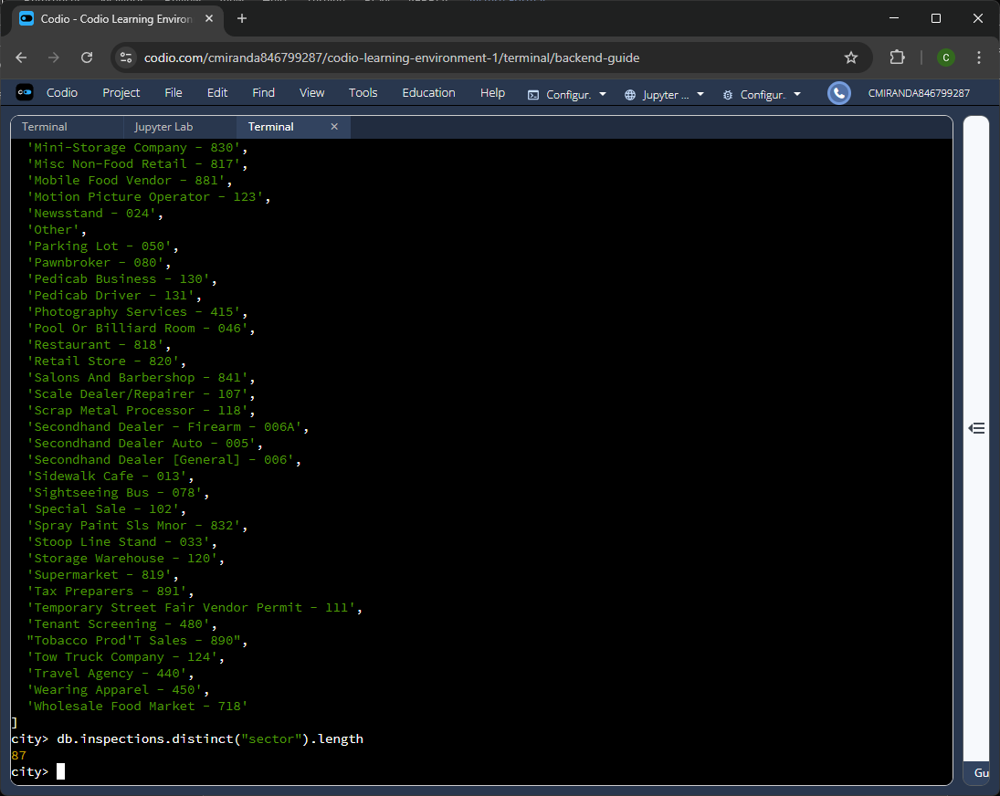 Codio - Codio Learning Environ
codio.com/cmiranda846799287/codio-learning-environment-1/terminal/backend-guide
C
Codio Project File Edit Find View Tools Education Help Configur. Jupyter ... Configur.. CMIRANDA846799287
Terminal Jupyter Lab Terminal
'Mini-Storage Company - 830',
'Misc Non-Food Retail - 817',
'Mobile Food Vendor - 881',
'Motion Picture Operator - 123',
'Newsstand - 024',
'Other',
'Parking Lot - 050',
'Pawnbroker - 080',
'Pedicab Business - 130',
'Pedicab Driver - 131',
'Photography Services - 415',
'Pool Or Billiard Room - 046',
'Restaurant - 818',
'Retail Store - 820',
'Salons And Barbershop - 841',
'Scale Dealer/Repairer - 107',
'Scrap Metal Processor - 118',
'Secondhand Dealer - Firearm - 006A',
'Secondhand Dealer Auto - 005',
'Secondhand Dealer [General] - 006',
'Sidewalk Cafe - 013',
'Sightseeing Bus - 078',
'Special Sale - 102',
'Spray Paint Sls Mnor - 832',
'Stoop Line Stand - 033',
'Storage Warehouse - 120',
'Supermarket - 819',
'Tax Preparers - 891',
'Temporary Street Fair Vendor Permit - 111',
'Tenant Screening - 480',
"Tobacco Prod'T Sales - 890",
'Tow Truck Company - 124',
'Travel Agency - 440',
'Wearing Apparel - 450',
'Wholesale Food Market - 718'
]
city> db.inspections.distinct("sector").length
87
city>
Gu